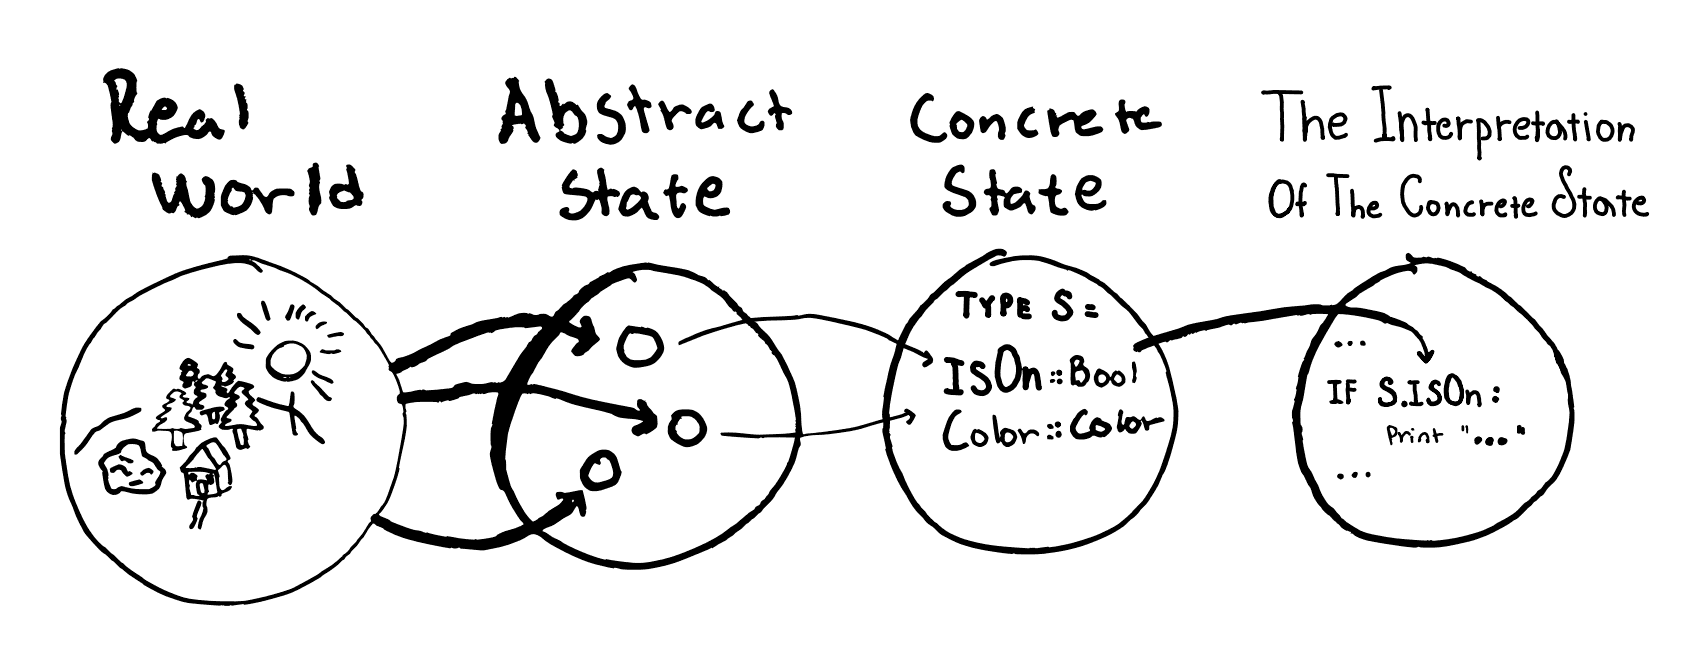 Real
World
Abstract
State
Concrete
State
The Interpretation
Of The Concrete State
TYPE S =
ISOn :: Bool
Color :: Color
...
IF S.ISOn :
Print "..."
...